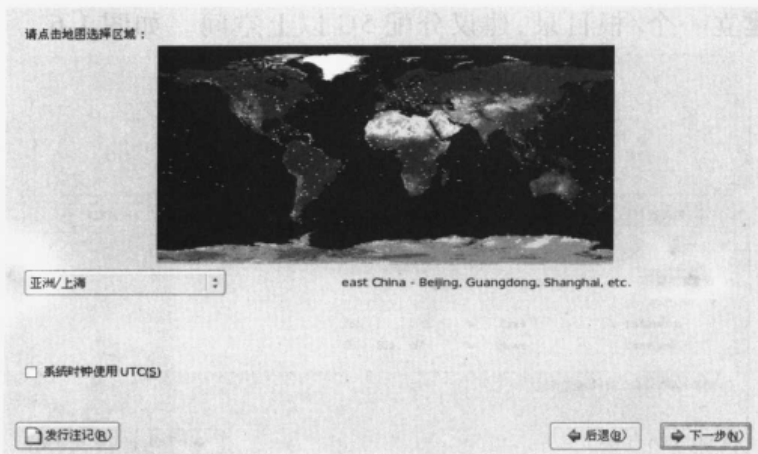 请点击地图选择区域：
亚洲/上海
east China - Beijing, Guangdong, Shanghai, etc.
系统时钟使用 UTC(S)
发行注记(R)
后退(B)
下一步(N)